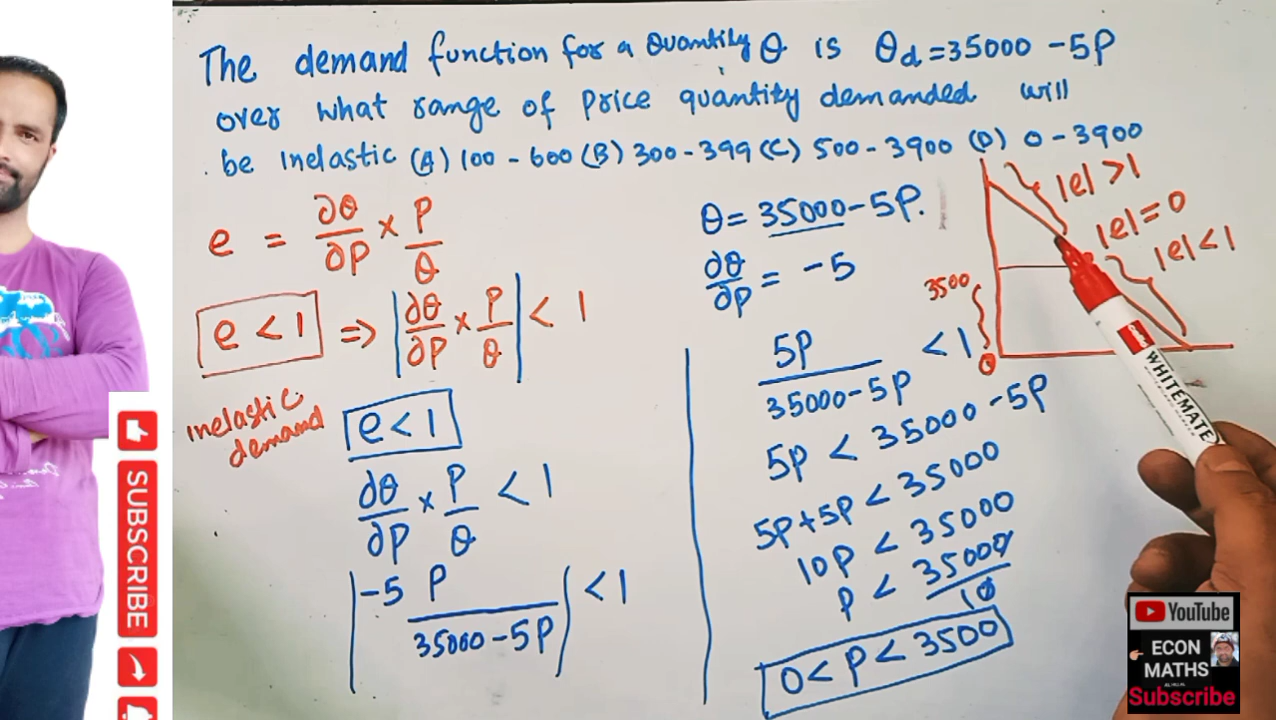 The demand function for a Quantity θ is θd = 35000 - 5P
over what range of Price quantity demanded will
be inelastic (A) 100 - 600 (B) 300 - 399 (C) 500 - 3900 (D) 0 - 3900
e = ∂θ/∂P × P/θ
e < 1 ⇒ |∂θ/∂P × P/θ| < 1
inelastic
demand
e < 1
∂θ/∂P × P/θ < 1
|-5 P/(35000 - 5P)| < 1
θ = 35000 - 5P.
∂θ/∂P = -5
5P/(35000 - 5P) < 1
5P < 35000 - 5P
5P + 5P < 35000
10P < 35000
P < 35000/10
0 < P < 3500
|e| > 1
|e| = 0
|e| < 1
3500
0
WHITEMATE
SUBSCRIBE
YouTube
ECON
MATHS
Subscribe